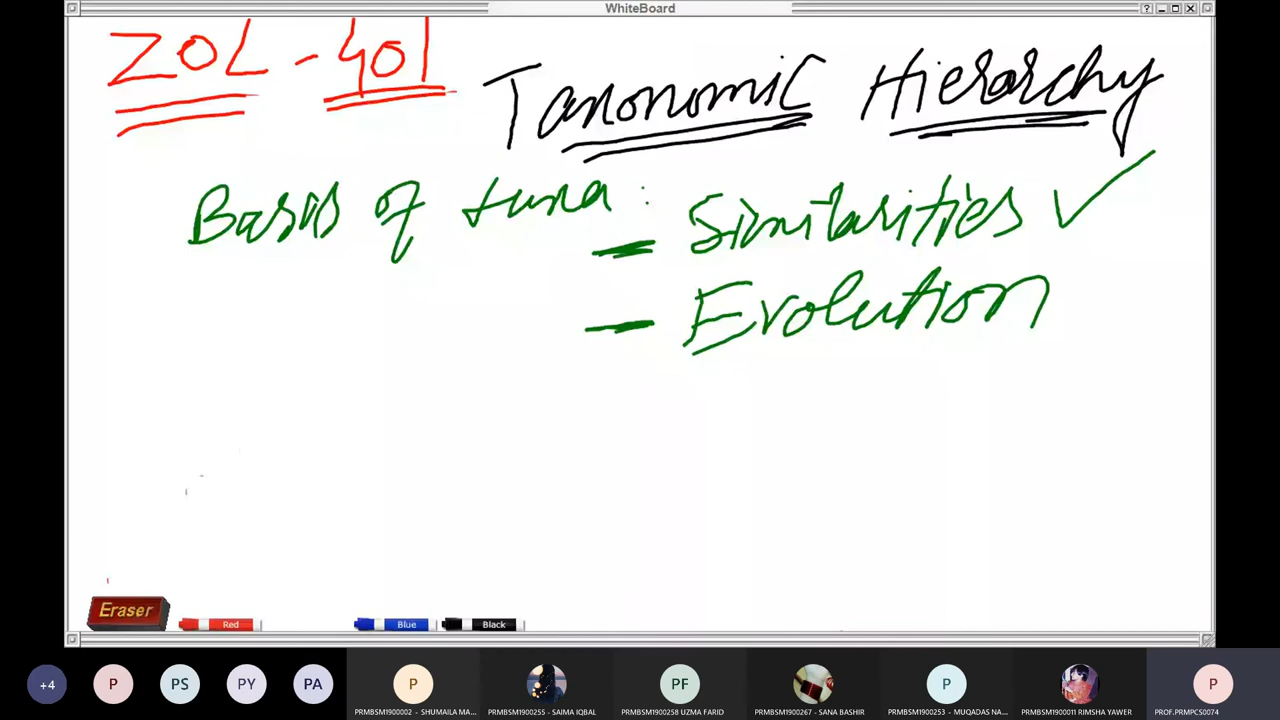 WhiteBoard
ZOL - 401
Taxonomic Hierarchy
Basis of taxa :
- Similarities ✓
- Evolution
Eraser
Red
Blue
Black
+4
P
PS
PY
PA
P
PF
P
P
PRMBSM1900002 - SHUMAILA MA...
PRMBSM1900255 - SAIMA IQBAL
PRMBSM1900258 UZMA FARID
PRMBSM1900267 - SANA BASHIR
PRMBSM1900253 - MUQADAS NA...
PRMBSM1900011 RIMSHA YAWER
PROF.PRMPCS0074